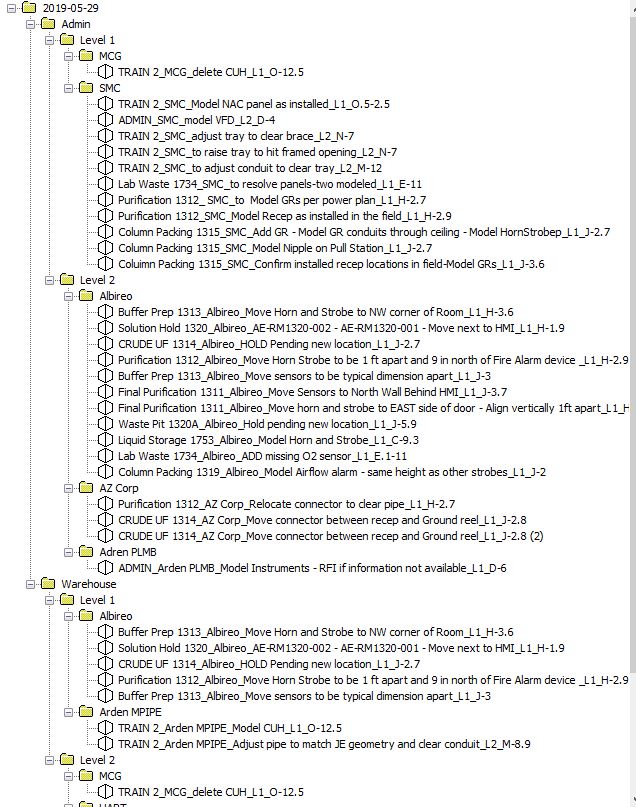 2019-05-29
Admin
Level 1
MCG
TRAIN 2_MCG_delete CUH_L1_O-12.5
SMC
TRAIN 2_SMC_Model NAC panel as installed_L1_O.5-2.5
ADMIN_SMC_model VFD_L2_D-4
TRAIN 2_SMC_adjust tray to clear brace_L2_N-7
TRAIN 2_SMC_to raise tray to hit framed opening_L2_N-7
TRAIN 2_SMC_to adjust conduit to clear tray_L2_M-12
Lab Waste 1734_SMC_to resolve panels-two modeled_L1_E-11
Purification 1312_SMC_to Model GRs per power plan_L1_H-2.7
Purification 1312_SMC_Model Recep as installed in the field_L1_H-2.9
Column Packing 1315_SMC_Add GR - Model GR conduits through ceiling - Model HornStrobep_L1_J-2.7
Column Packing 1315_SMC_Model Nipple on Pull Station_L1_J-2.7
Coluimn Packing 1315_SMC_Confirm installed recep locations in field-Model GRs_L1_J-3.6
Level 2
Albireo
Buffer Prep 1313_Albireo_Move Horn and Strobe to NW corner of Room_L1_H-3.6
Solution Hold 1320_Albireo_AE-RM1320-002 - AE-RM1320-001 - Move next to HMI_L1_H-1.9
CRUDE UF 1314_Albireo_HOLD Pending new location_L1_J-2.7
Purification 1312_Albireo_Move Horn Strobe to be 1 ft apart and 9 in north of Fire Alarm device _L1_H-2.9
Buffer Prep 1313_Albireo_Move sensors to be typical dimension apart_L1_J-3
Final Purification 1311_Albireo_Move Sensors to North Wall Behind HMI_L1_J-3.7
Final Purification 1311_Albireo_Move horn and strobe to EAST side of door - Align vertically 1ft apart_L1_H
Waste Pit 1320A_Albireo_Hold pending new location_L1_J-5.9
Liquid Storage 1753_Albireo_Model Horn and Strobe_L1_C-9.3
Lab Waste 1734_Albireo_ADD missing O2 sensor_L1_E.1-11
Column Packing 1319_Albireo_Model Airflow alarm - same height as other strobes_L1_J-2
AZ Corp
Purification 1312_AZ Corp_Relocate connector to clear pipe_L1_H-2.7
CRUDE UF 1314_AZ Corp_Move connector between recep and Ground reel_L1_J-2.8
CRUDE UF 1314_AZ Corp_Move connector between recep and Ground reel_L1_J-2.8 (2)
Adren PLMB
ADMIN_Arden PLMB_Model Instruments - RFI if information not available_L1_D-6
Warehouse
Level 1
Albireo
Buffer Prep 1313_Albireo_Move Horn and Strobe to NW corner of Room_L1_H-3.6
Solution Hold 1320_Albireo_AE-RM1320-002 - AE-RM1320-001 - Move next to HMI_L1_H-1.9
CRUDE UF 1314_Albireo_HOLD Pending new location_L1_J-2.7
Purification 1312_Albireo_Move Horn Strobe to be 1 ft apart and 9 in north of Fire Alarm device _L1_H-2.9
Buffer Prep 1313_Albireo_Move sensors to be typical dimension apart_L1_J-3
Arden MPIPE
TRAIN 2_Arden MPIPE_Model CUH_L1_O-12.5
TRAIN 2_Arden MPIPE_Adjust pipe to match JE geometry and clear conduit_L2_M-8.9
Level 2
MCG
TRAIN 2_MCG_delete CUH_L1_O-12.5